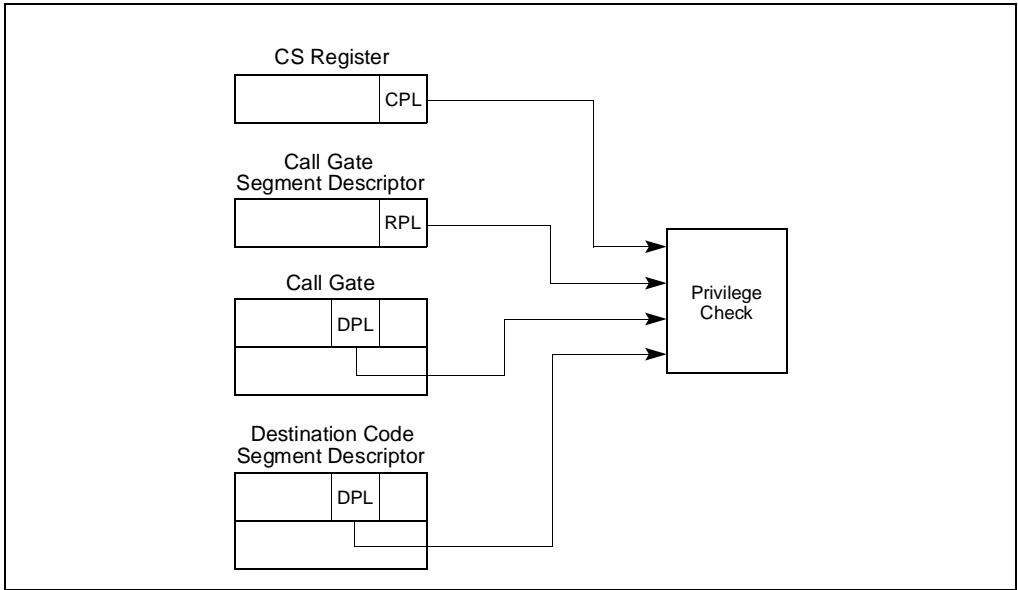 CS Register
CPL
Call Gate
Segment Descriptor
RPL
Call Gate
DPL
Privilege
Check
Destination Code
Segment Descriptor
DPL